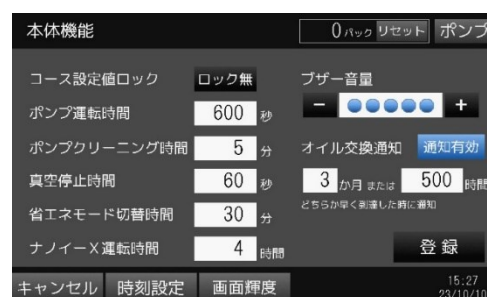 本体機能
0パック リセット ポンプ
コース設定値ロック ロック無
ポンプ運転時間 600 秒
ポンプクリーニング時間 5 分
真空停止時間 60 秒
省エネモード切替時間 30 分
ナノイーX運転時間 4 時間
ブザー音量
- +
オイル交換通知 通知有効
3 か月 または 500 時間
どちらか早く到達した時に通知
登録
キャンセル 時刻設定 画面輝度
15:27
23/10/10